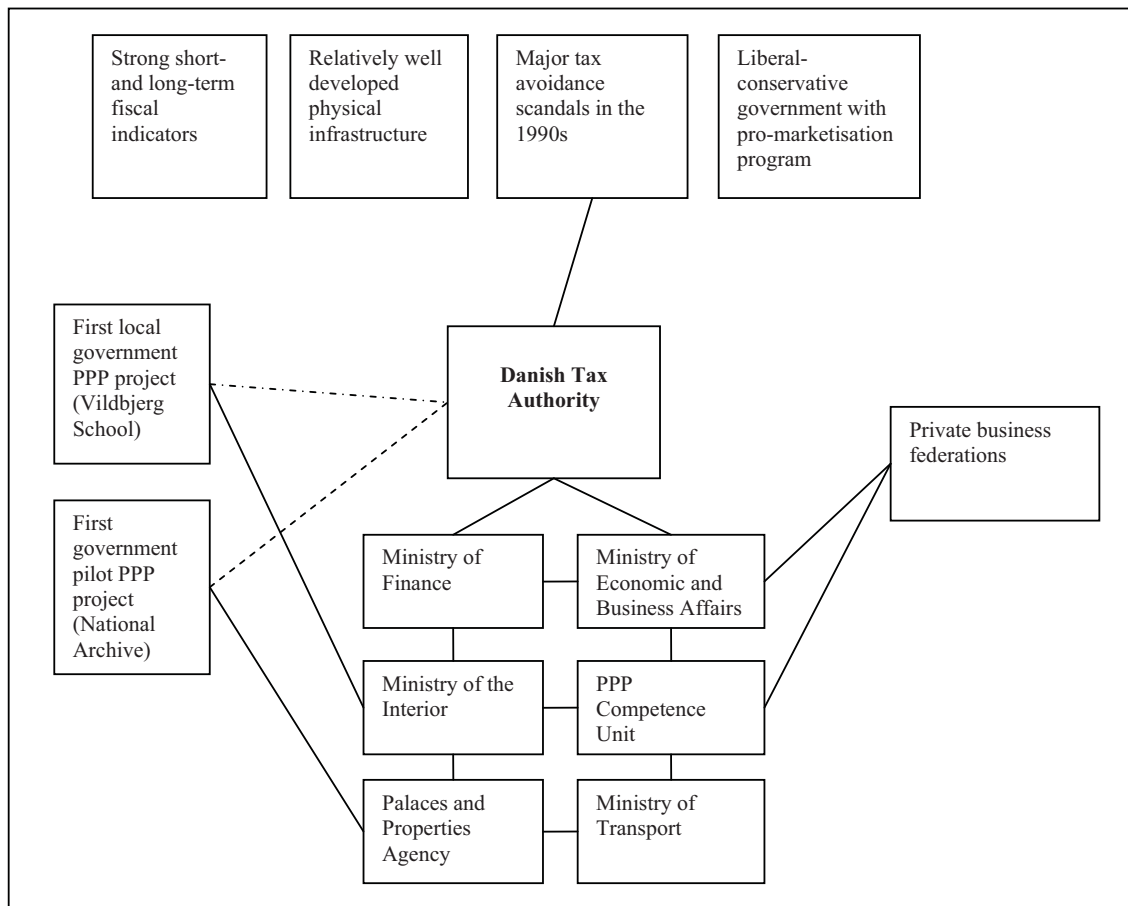 Strong short-
and long-term
fiscal
indicators
Relatively well
developed
physical
infrastructure
Major tax
avoidance
scandals in the
1990s
Liberal-
conservative
government with
pro-marketisation
program
First local
government
PPP project
(Vildbjerg
School)
Danish Tax
Authority
Private business
federations
First
government
pilot PPP
project
(National
Archive)
Ministry of
Finance
Ministry of
Economic and
Business Affairs
Ministry of the
Interior
PPP
Competence
Unit
Palaces and
Properties
Agency
Ministry of
Transport